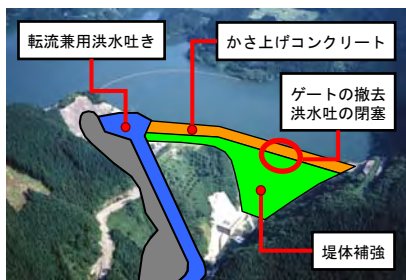 転流兼用洪水吐き
かさ上げコンクリート
ゲートの撤去
洪水吐の閉塞
堤体補強